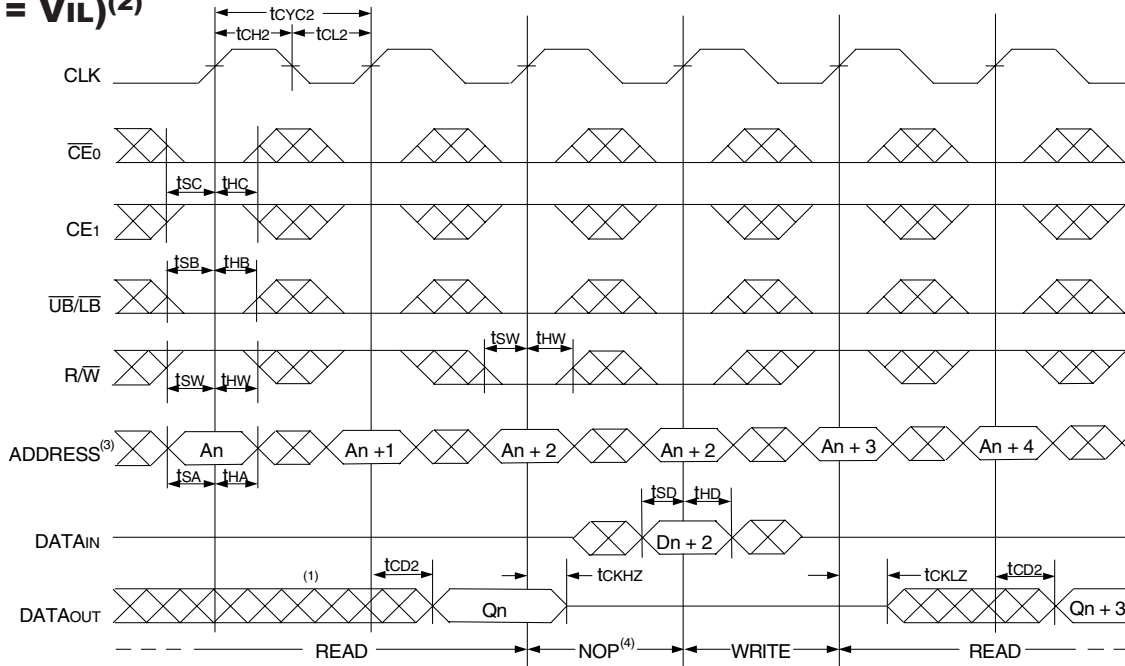 = VIL)(2)
tCYC2
tCH2 tCL2
CLK
CE0
tSC tHC
CE1
tSB tHB
UB/LB
tSW tHW
R/W
tSW tHW
ADDRESS(3) An An +1 An + 2 An + 2 An + 3 An + 4
tSA tHA
tSD tHD
DATAIN Dn + 2
(1) tCD2 tCKHZ tCKLZ tCD2
DATAOUT Qn Qn + 3
READ NOP(4) WRITE READ